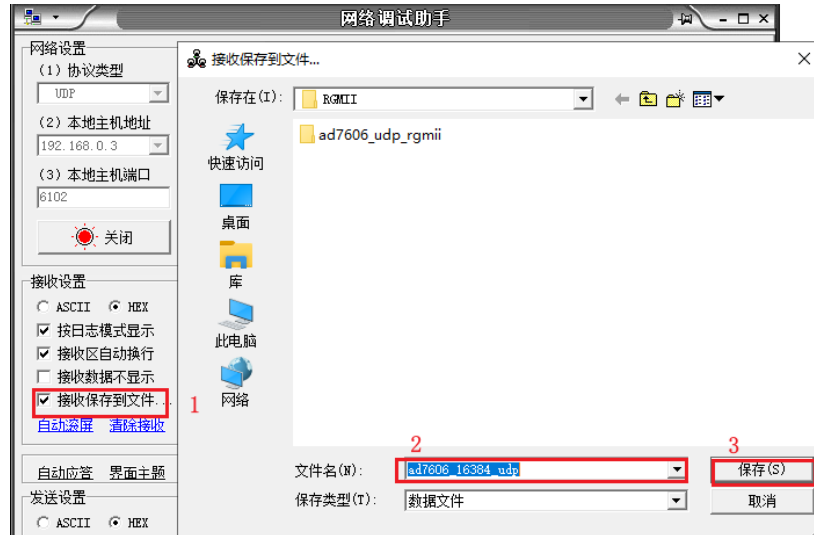 网络调试助手
网络设置
(1) 协议类型
UDP
(2) 本地主机地址
192.168.0.3
(3) 本地主机端口
6102
关闭
接收设置
ASCII HEX
按日志模式显示
接收区自动换行
接收数据不显示
接收保存到文件...
自动滚屏 清除接收
自动应答 界面主题
发送设置
ASCII HEX
1
接收保存到文件...
保存在(I): RGMII
ad7606_udp_rgmii
快速访问
桌面
库
此电脑
网络
2
3
文件名(N): ad7606_16384_udp 保存(S)
保存类型(T): 数据文件 取消